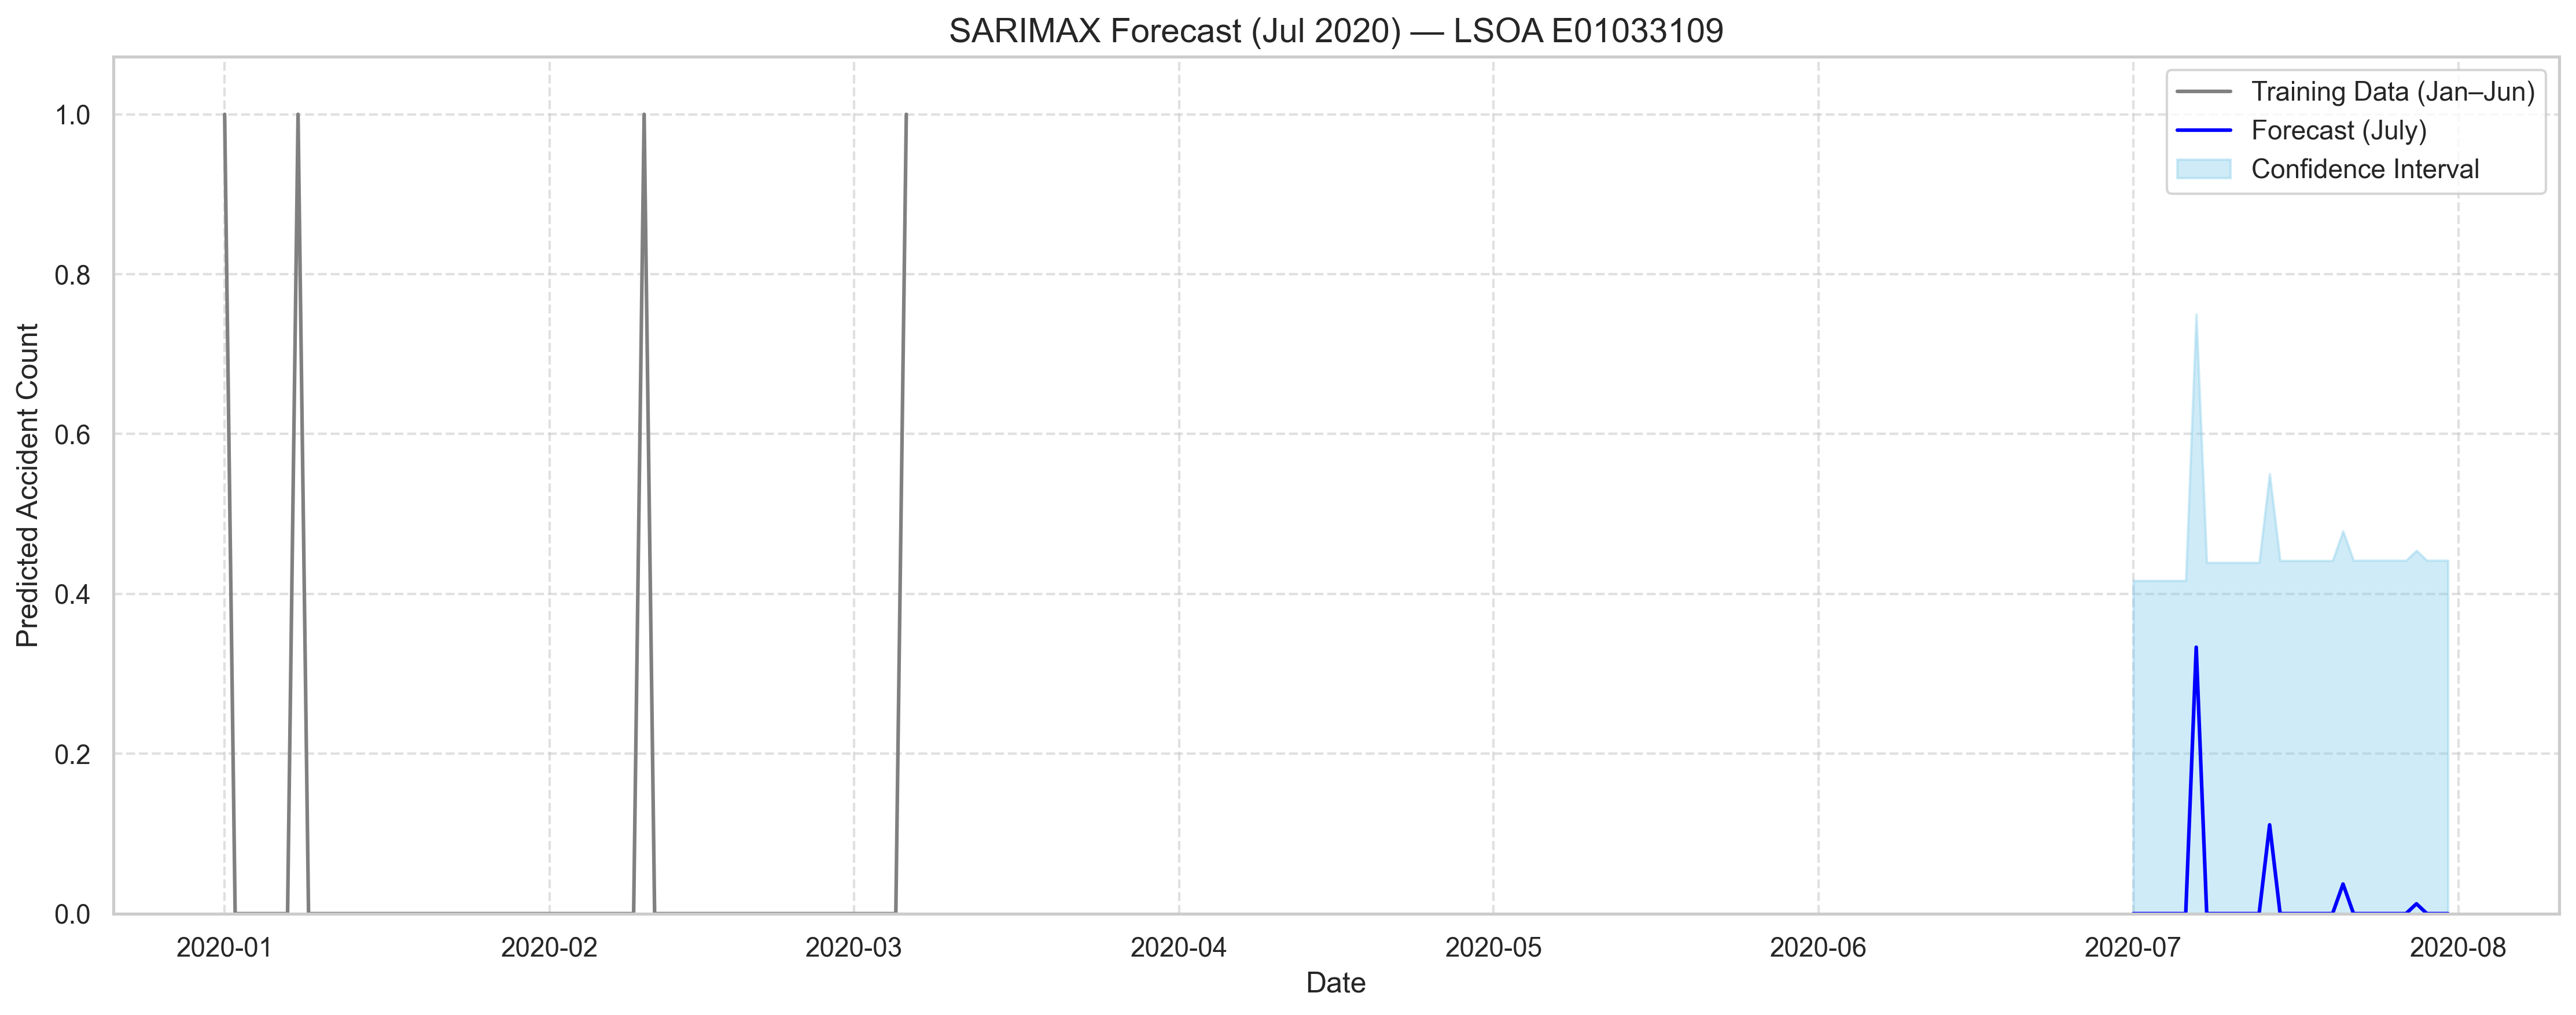 SARIMAX Forecast (Jul 2020) — LSOA E01033109
Training Data (Jan–Jun)
Forecast (July)
Confidence Interval
Predicted Accident Count
1.0
0.8
0.6
0.4
0.2
0.0
2020-01 2020-02 2020-03 2020-04 2020-05 2020-06 2020-07 2020-08
Date